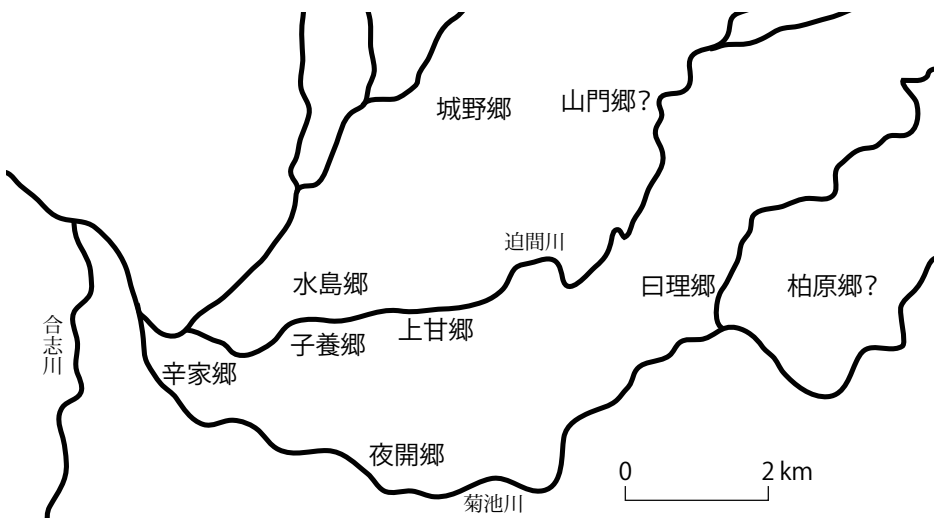 城野郷
山門郷？
迫間川
水島郷
曰理郷
柏原郷？
子養郷
上甘郷
合志川
辛家郷
夜開郷
菊池川
0
2 km